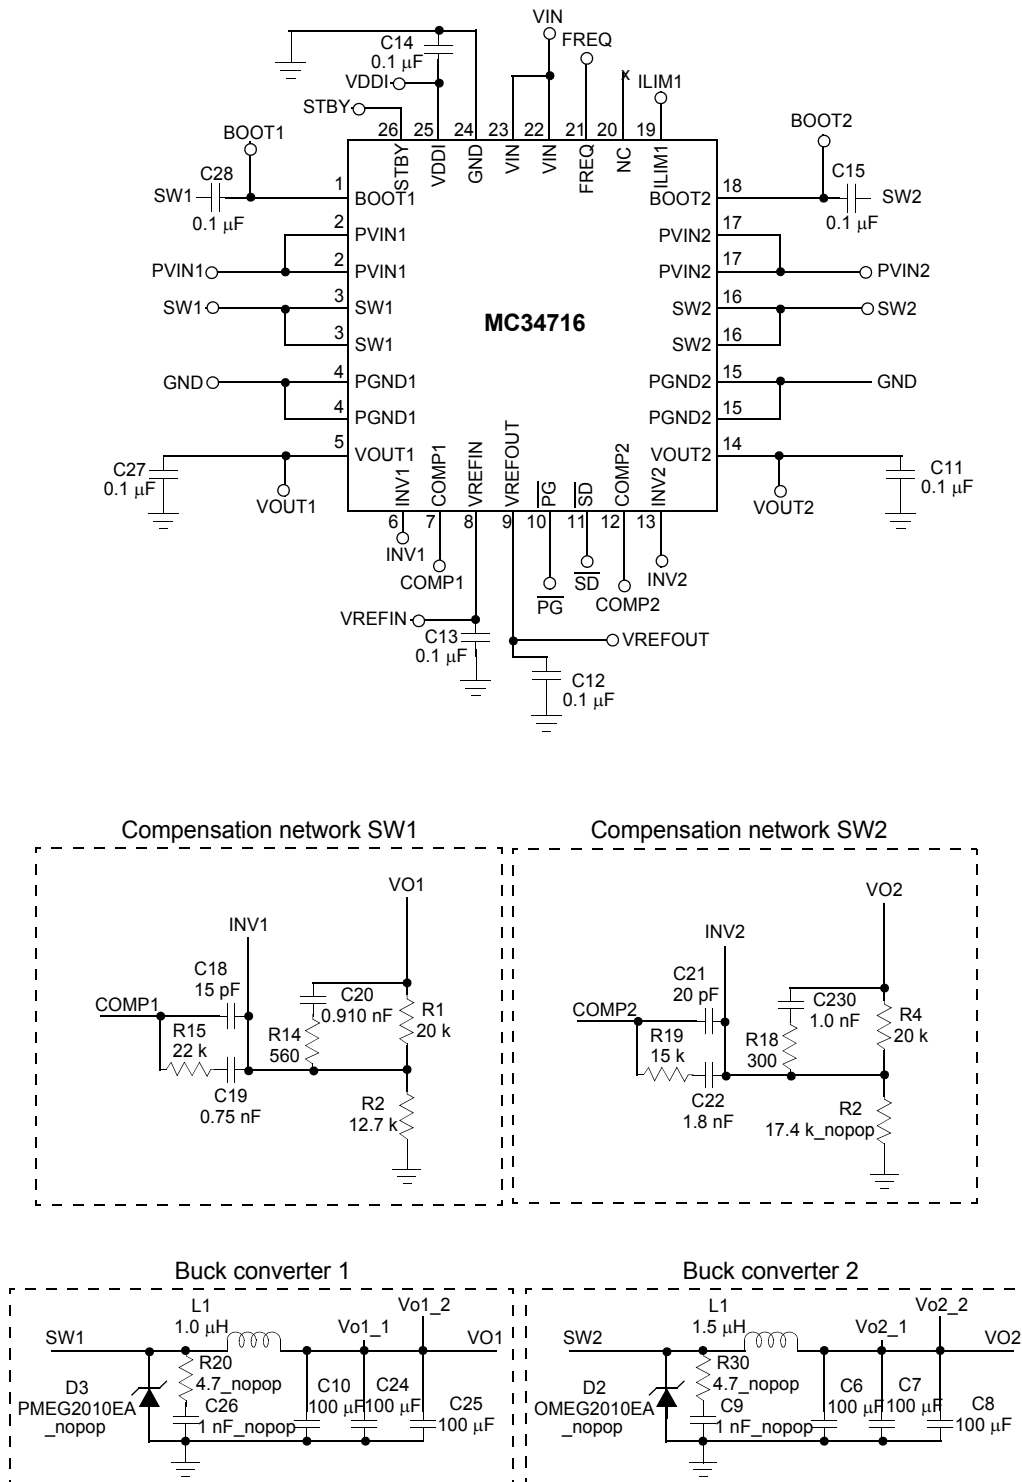 VIN
C14
0.1 µF
FREQ
VDDI
x
ILIM1
STBY
BOOT1
BOOT2
26 25 24 23 22 21 20 19
STBY VDDI GND VIN VIN FREQ NC ILIM1
C28
SW1
0.1 µF
1 BOOT1
BOOT2 18
C15
SW2
0.1 µF
2 PVIN1
PVIN2 17
PVIN1
2 PVIN1
PVIN2 17
PVIN2
SW1
3 SW1
MC34716
SW2 16
SW2
3 SW1
SW2 16
GND
4 PGND1
PGND2 15
GND
4 PGND1
PGND2 15
5 VOUT1
VOUT2 14
C27
0.1 µF
VOUT1
INV1 COMP1 VREFIN VREFOUT PG SD COMP2 INV2
VOUT2
C11
0.1 µF
6 7 8 9 10 11 12 13
INV1
COMP1
PG
SD
COMP2
INV2
VREFIN
C13
0.1 µF
VREFOUT
C12
0.1 µF
Compensation network SW1
VO1
INV1
C18
15 pF
COMP1
C20
0.910 nF
R1
20 k
R15
22 k
R14
560
C19
0.75 nF
R2
12.7 k
Compensation network SW2
VO2
INV2
C21
20 pF
COMP2
C230
1.0 nF
R4
20 k
R19
15 k
R18
300
C22
1.8 nF
R2
17.4 k_nopop
Buck converter 1
L1
1.0 µH
Vo1_2
SW1
Vo1_1
VO1
R20
4.7_nopop
D3
PMEG2010EA
_nopop
C26
1 nF_nopop
C10
100 µF
C24
100 µF
C25
100 µF
Buck converter 2
L1
1.5 µH
Vo2_2
SW2
Vo2_1
VO2
R30
4.7_nopop
D2
OMEG2010EA
_nopop
C9
1 nF_nopop
C6
100 µF
C7
100 µF
C8
100 µF